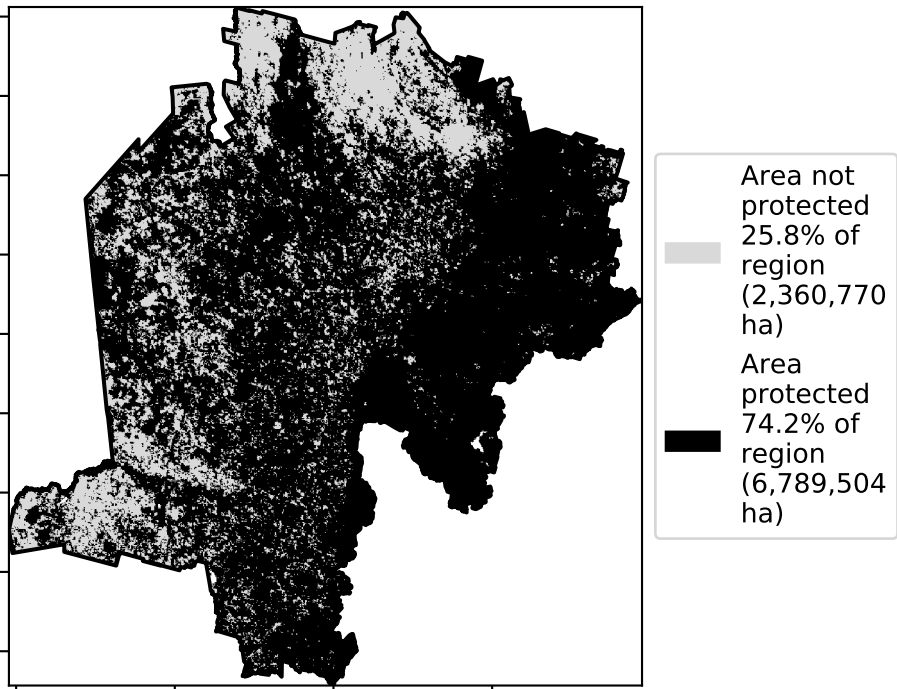 Area not
protected
25.8% of
region
(2,360,770
ha)
Area
protected
74.2% of
region
(6,789,504
ha)